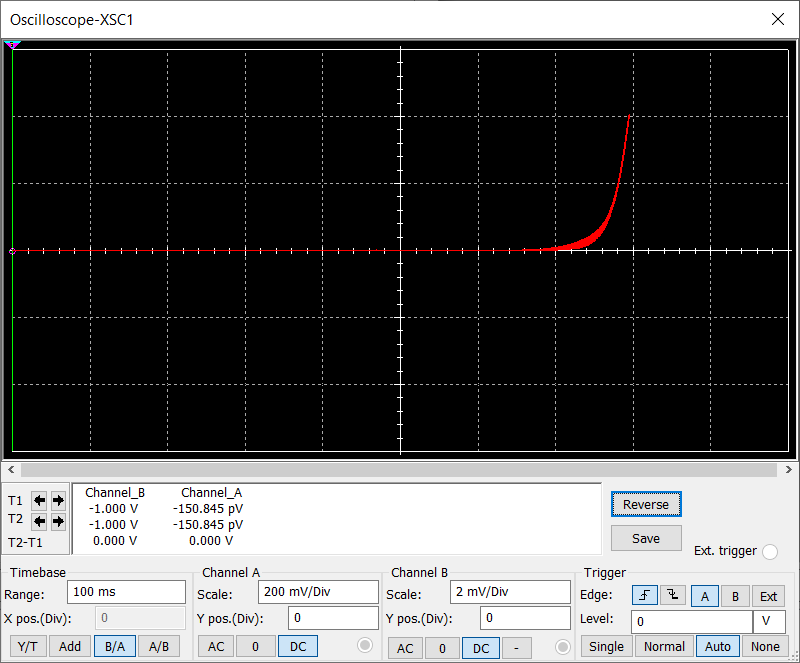 Oscilloscope-XSC1
Channel_B Channel_A
T1 -1.000 V -150.845 pV
T2 -1.000 V -150.845 pV
T2-T1 0.000 V 0.000 V
Reverse
Save
Ext. trigger
Timebase Channel A Channel B Trigger
Range: 100 ms Scale: 200 mV/Div Scale: 2 mV/Div Edge: A B Ext
X pos.(Div): 0 Y pos.(Div): 0 Y pos.(Div): 0 Level: 0 V
Y/T Add B/A A/B AC 0 DC AC 0 DC - Single Normal Auto None